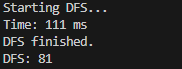 Starting DFS...
Time: 111 ms
DFS finished.
DFS: 81